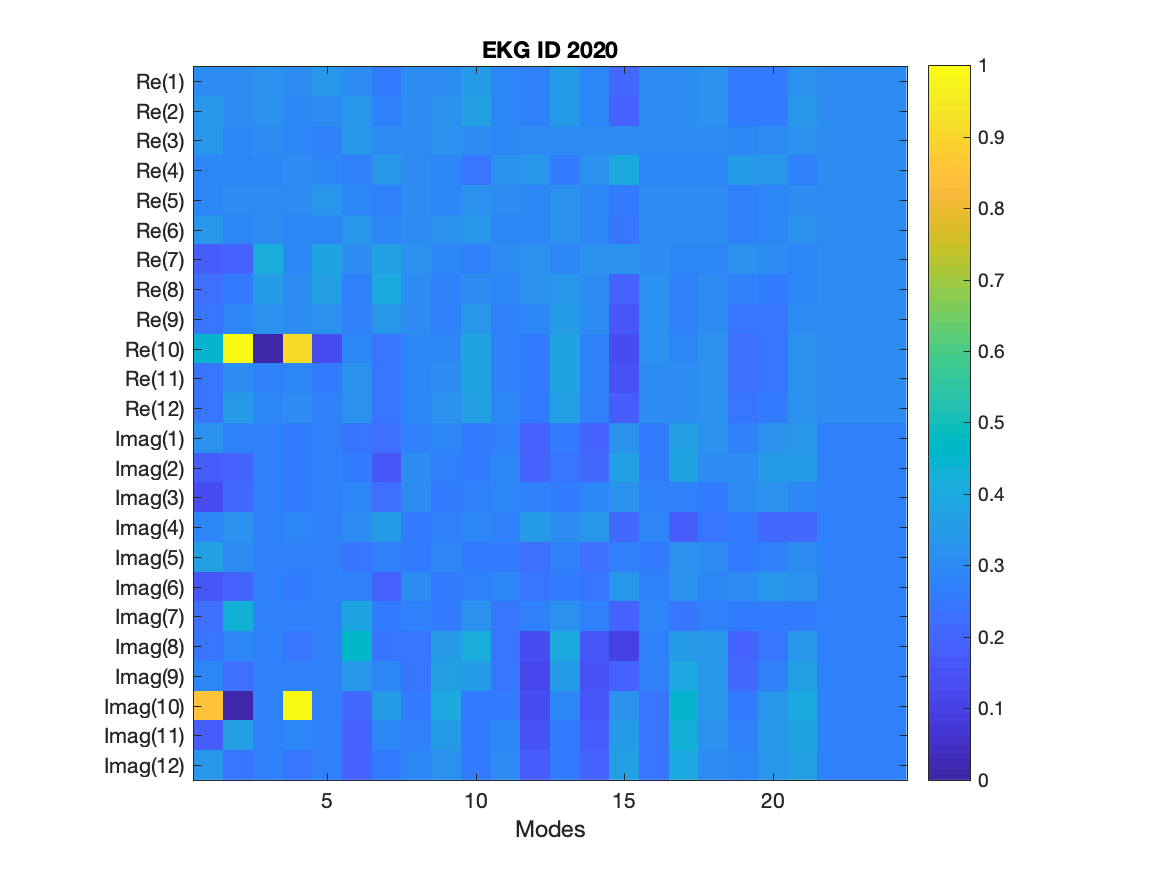 EKG ID 2020
Re(1)
Re(2)
Re(3)
Re(4)
Re(5)
Re(6)
Re(7)
Re(8)
Re(9)
Re(10)
Re(11)
Re(12)
Imag(1)
Imag(2)
Imag(3)
Imag(4)
Imag(5)
Imag(6)
Imag(7)
Imag(8)
Imag(9)
Imag(10)
Imag(11)
Imag(12)
5 10 15 20
Modes
1
0.9
0.8
0.7
0.6
0.5
0.4
0.3
0.2
0.1
0